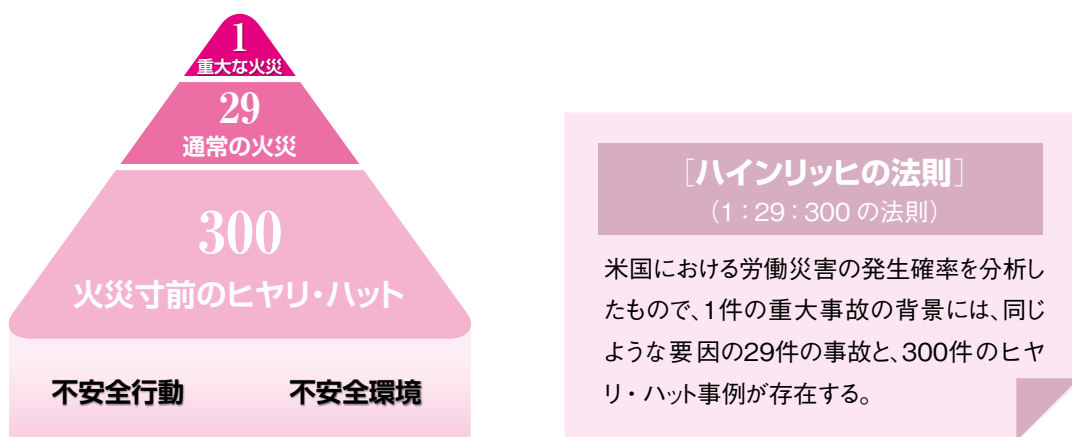 1
重大な火災
29
通常の火災
300
火災寸前のヒヤリ・ハット
不安全行動 不安全環境
［ハインリッヒの法則］
（1：29：300 の法則）
米国における労働災害の発生確率を分析し
たもので、1件の重大事故の背景には、同じ
ような要因の29件の事故と、300件のヒヤ
リ・ハット事例が存在する。